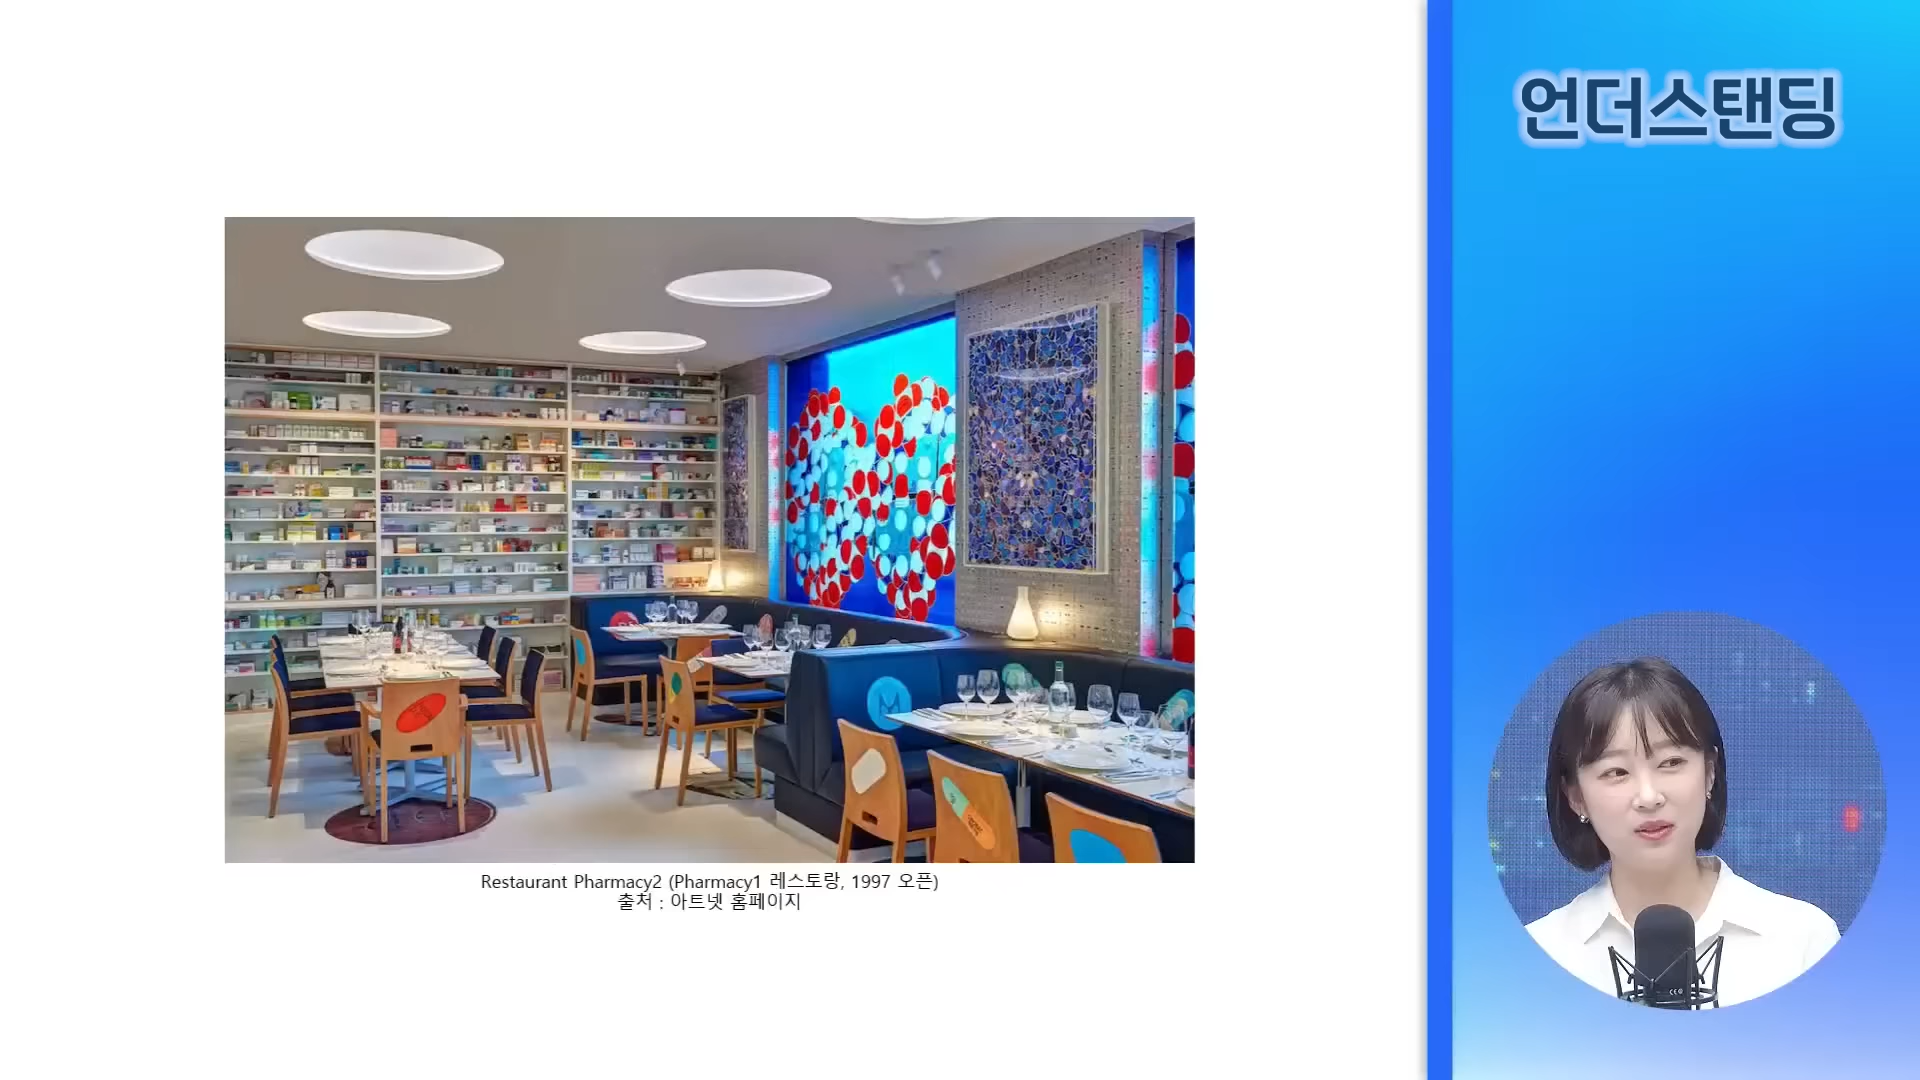 언더스탠딩
Restaurant Pharmacy2 (Pharmacy1 레스토랑, 1997 오픈)
출처 : 아트넷 홈페이지